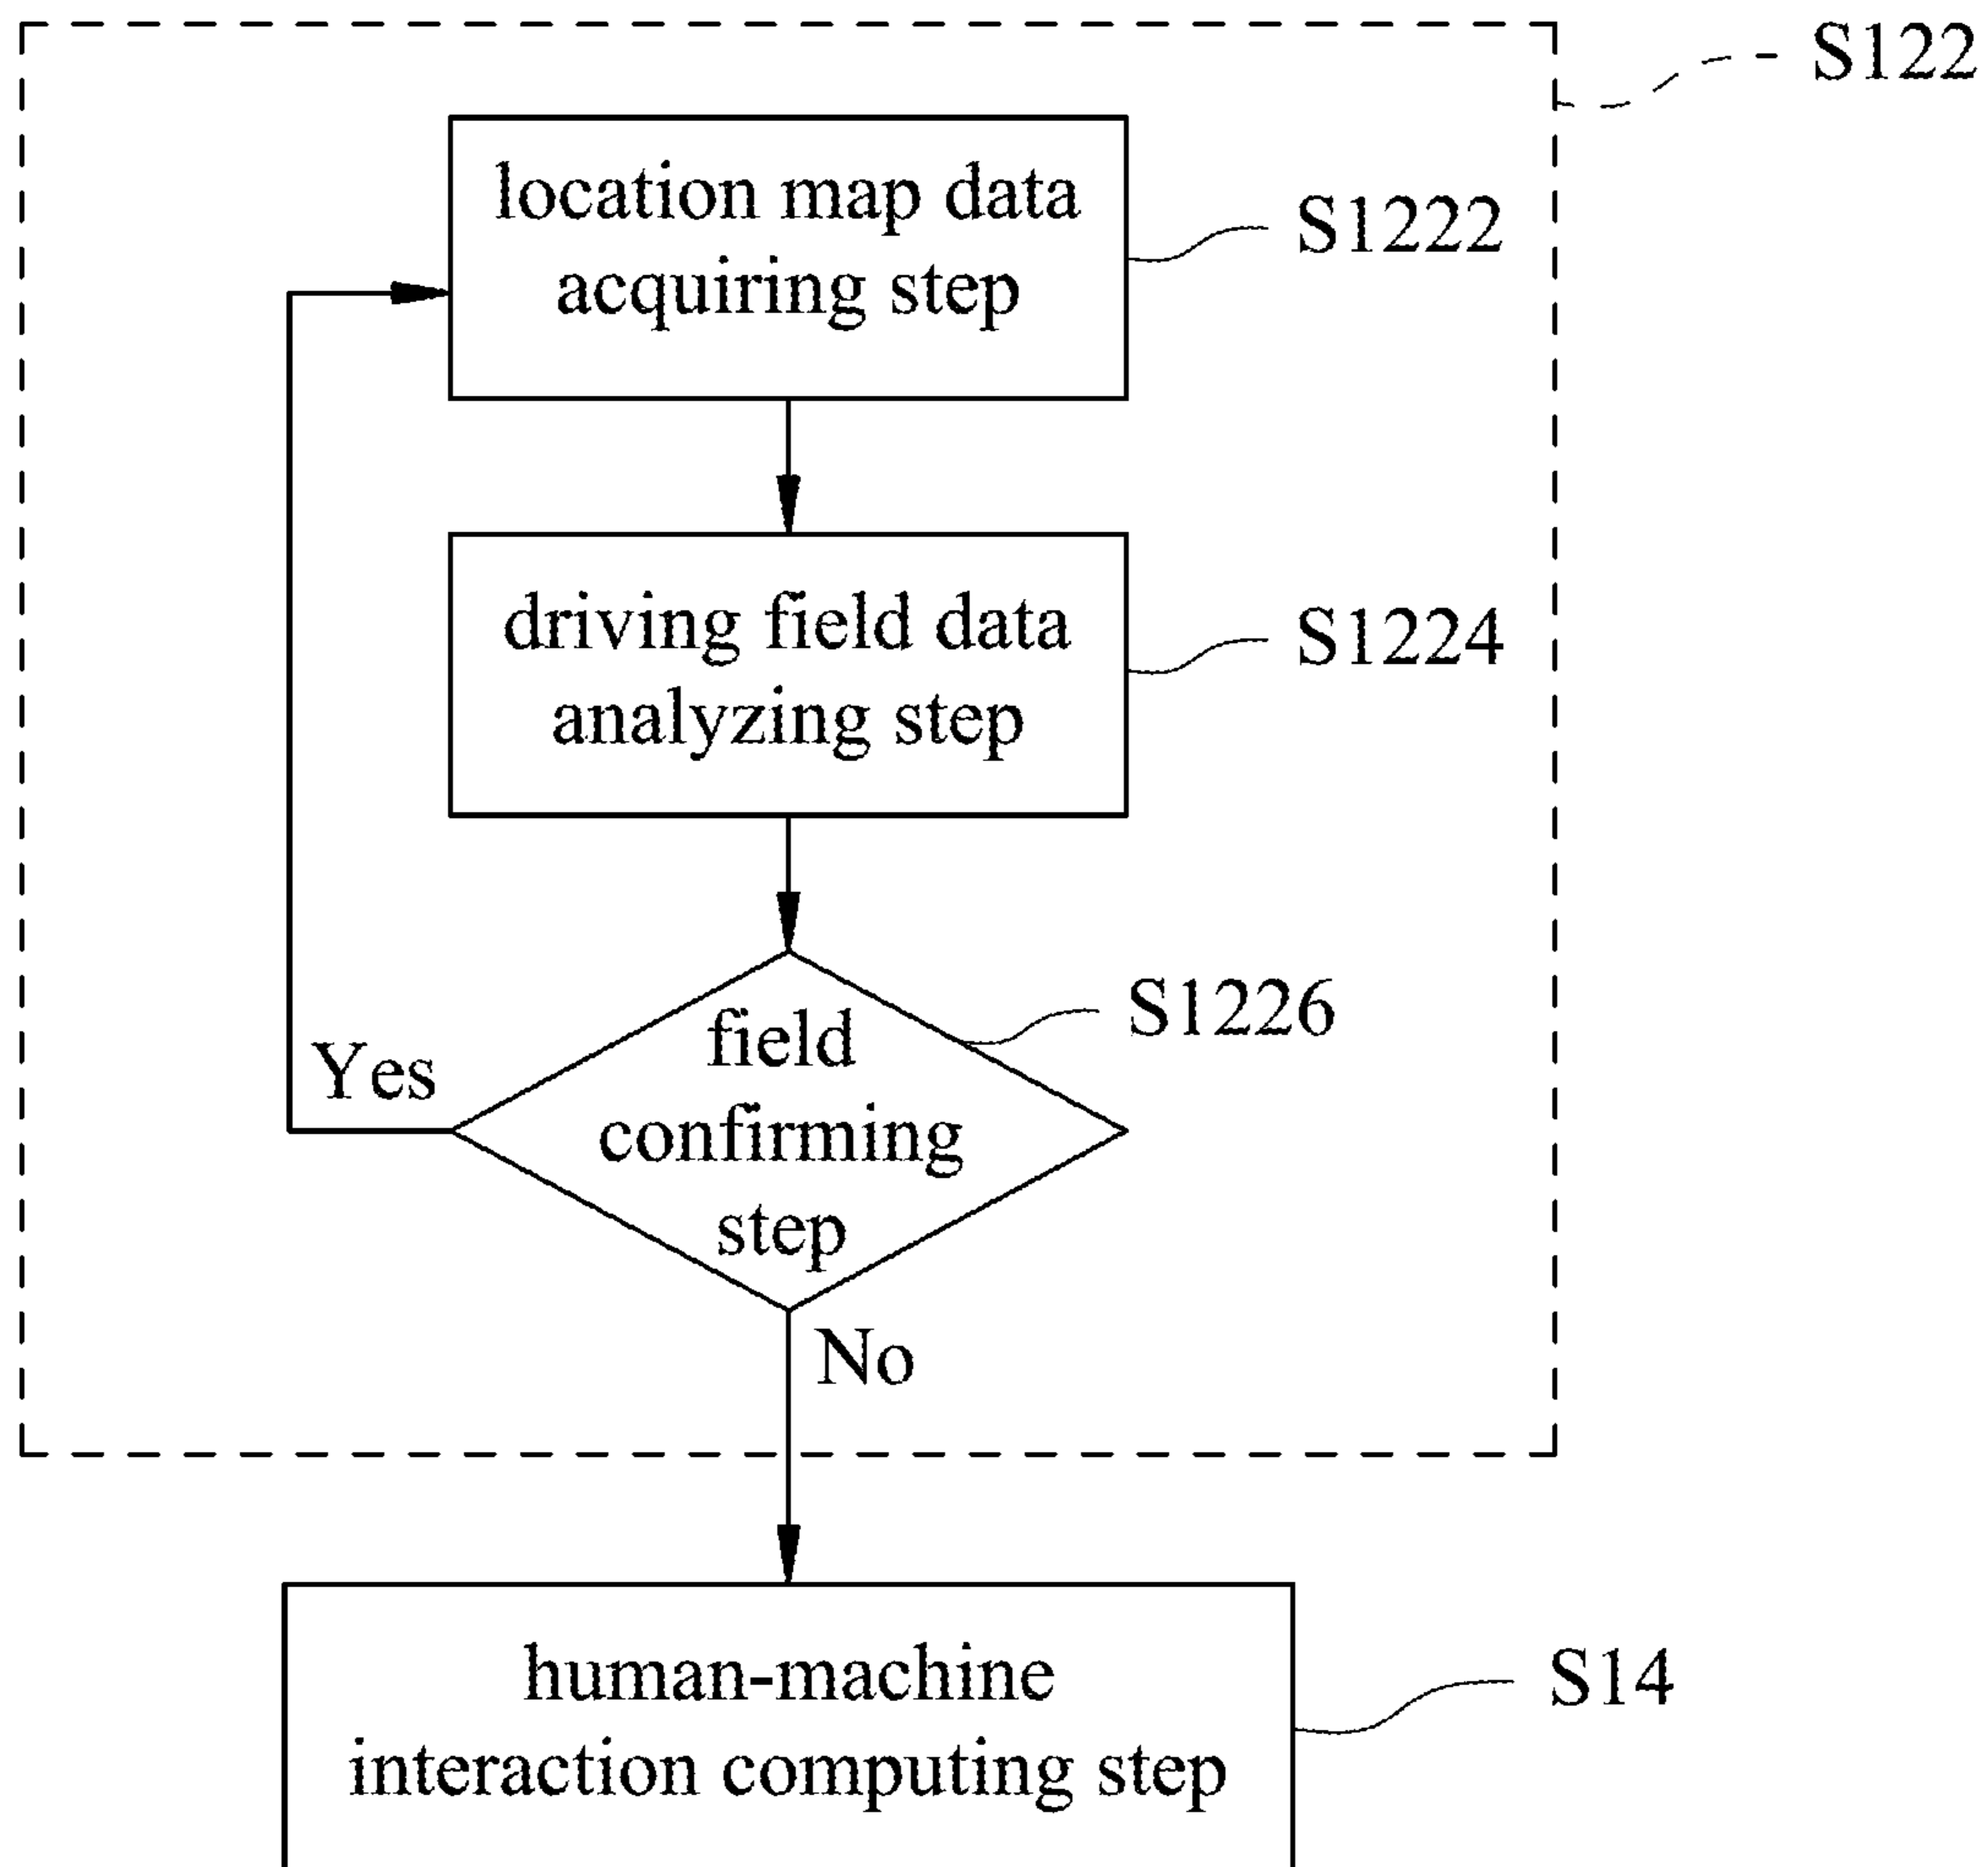 S122
location map data
acquiring step
S1222
driving field data
analyzing step
S1224
field
confirming
step
S1226
Yes
No
human-machine
interaction computing step
S14